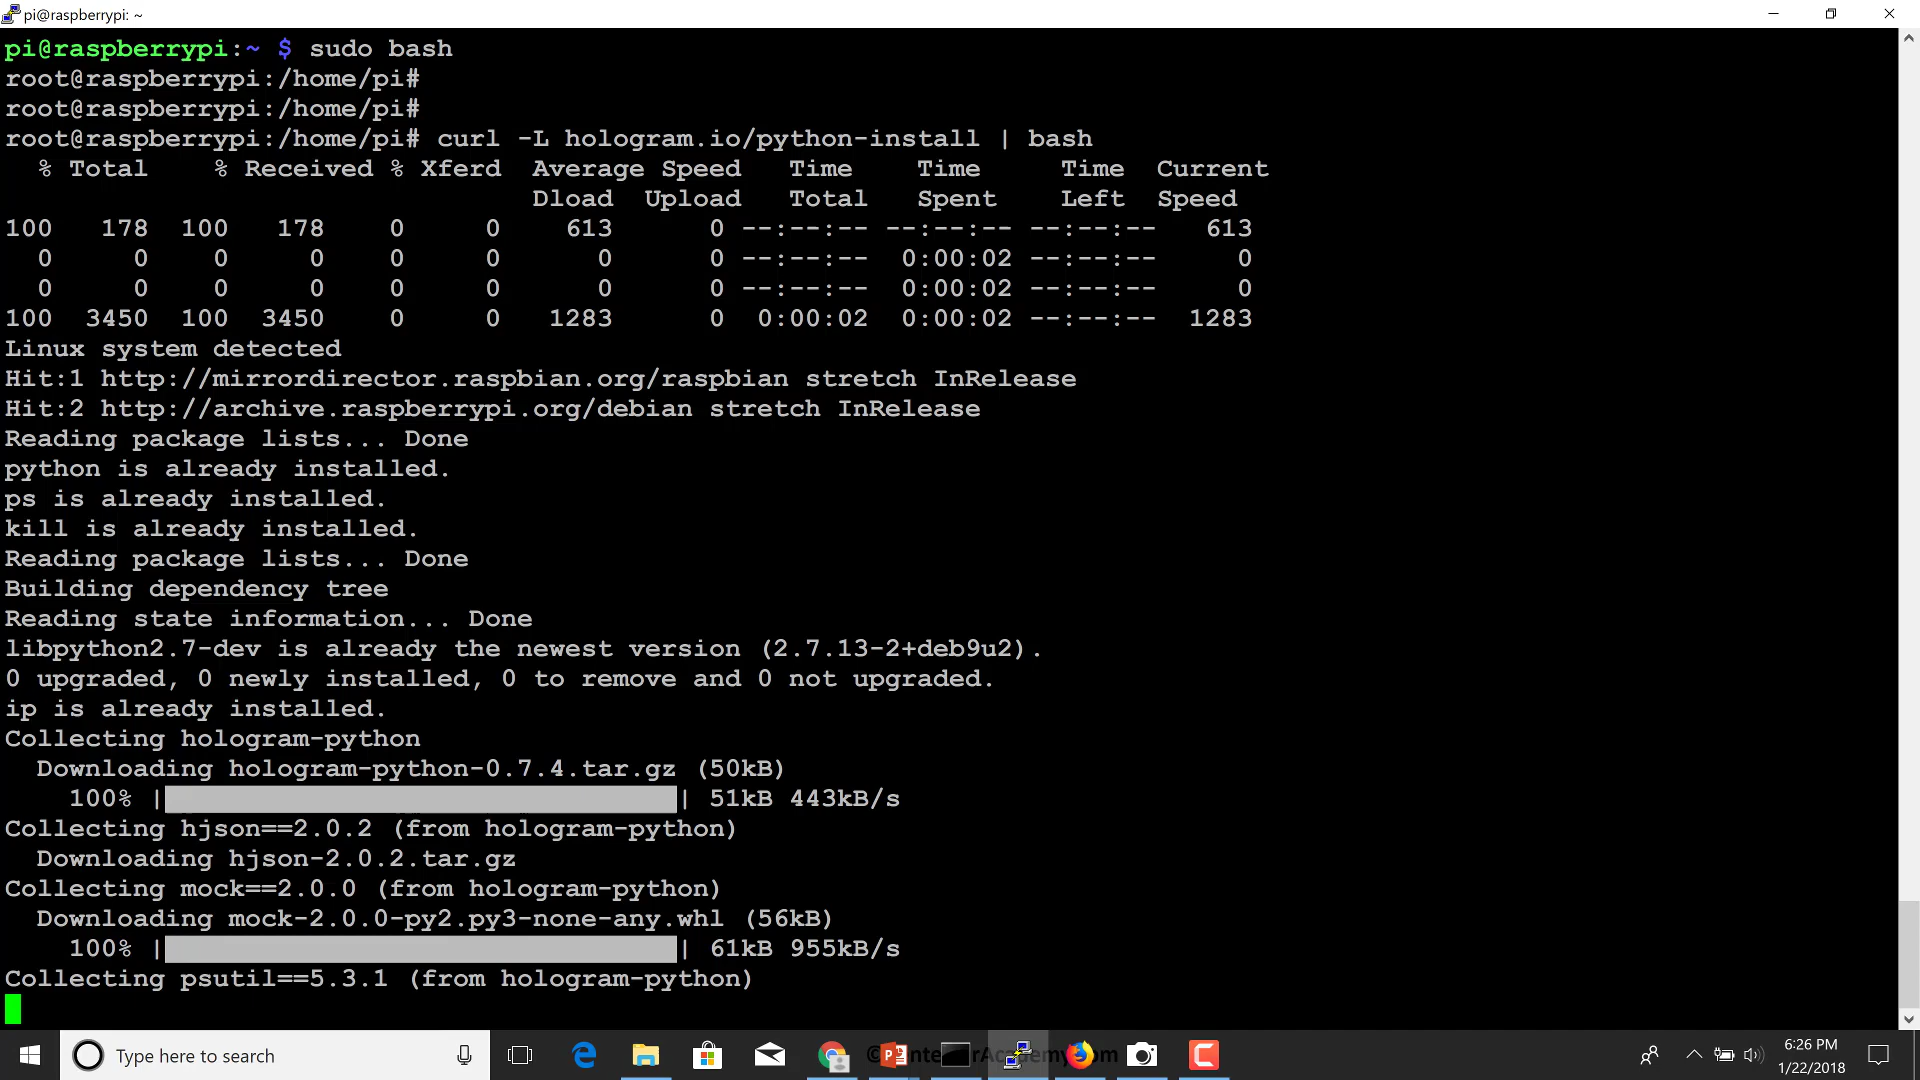 pi@raspberrypi: ~
pi@raspberrypi:~ $ sudo bash
root@raspberrypi:/home/pi#
root@raspberrypi:/home/pi#
root@raspberrypi:/home/pi# curl -L hologram.io/python-install | bash
% Total % Received % Xferd Average Speed Time Time Time Current
Dload Upload Total Spent Left Speed
100 178 100 178 0 0 613 0 --:--:-- --:--:-- --:--:-- 613
0 0 0 0 0 0 0 0 --:--:-- 0:00:02 --:--:-- 0
0 0 0 0 0 0 0 0 --:--:-- 0:00:02 --:--:-- 0
100 3450 100 3450 0 0 1283 0 0:00:02 0:00:02 --:--:-- 1283
Linux system detected
Hit:1 http://mirrordirector.raspbian.org/raspbian stretch InRelease
Hit:2 http://archive.raspberrypi.org/debian stretch InRelease
Reading package lists... Done
python is already installed.
ps is already installed.
kill is already installed.
Reading package lists... Done
Building dependency tree
Reading state information... Done
libpython2.7-dev is already the newest version (2.7.13-2+deb9u2).
0 upgraded, 0 newly installed, 0 to remove and 0 not upgraded.
ip is already installed.
Collecting hologram-python
Downloading hologram-python-0.7.4.tar.gz (50kB)
100% | | 51kB 443kB/s
Collecting hjson==2.0.2 (from hologram-python)
Downloading hjson-2.0.2.tar.gz
Collecting mock==2.0.0 (from hologram-python)
Downloading mock-2.0.0-py2.py3-none-any.whl (56kB)
100% | | 61kB 955kB/s
Collecting psutil==5.3.1 (from hologram-python)
Type here to search
6:26 PM
1/22/2018